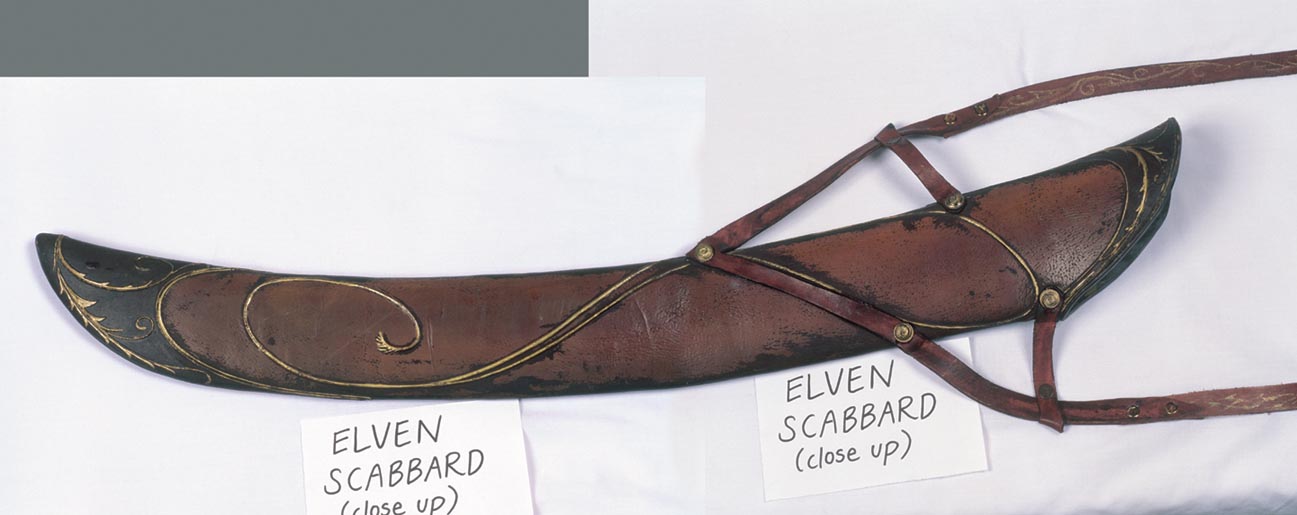 ELVEN
SCABBARD
(close up)
ELVEN
SCABBARD
(close up)